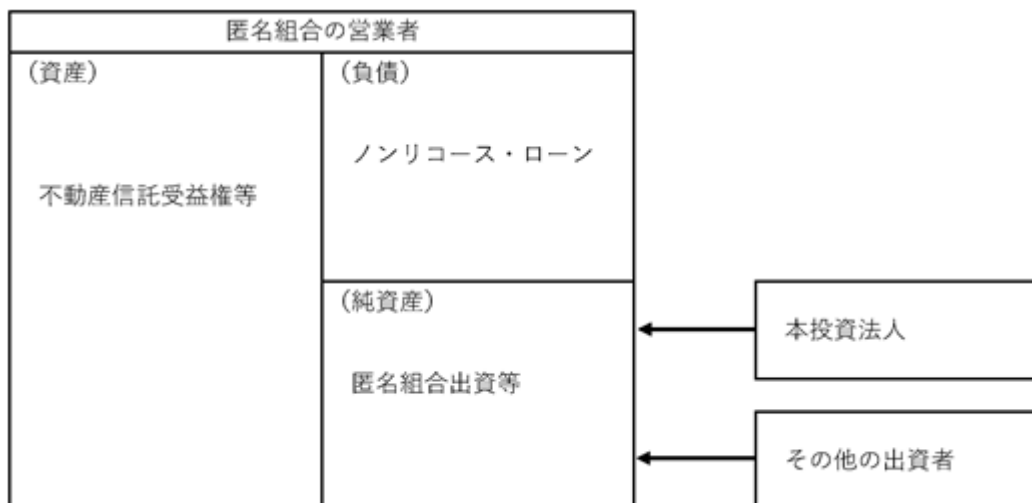 匿名組合の営業者
(資産)
不動産信託受益権等
(負債)
ノンリコース・ローン
(純資産)
匿名組合出資等
本投資法人
その他の出資者